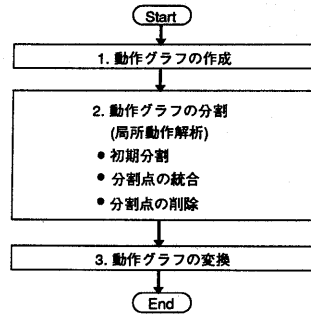 Start
1. 動作グラフの作成
2. 動作グラフの分割
(局所動作解析)
● 初期分割
● 分割点の統合
● 分割点の削除
3. 動作グラフの変換
End